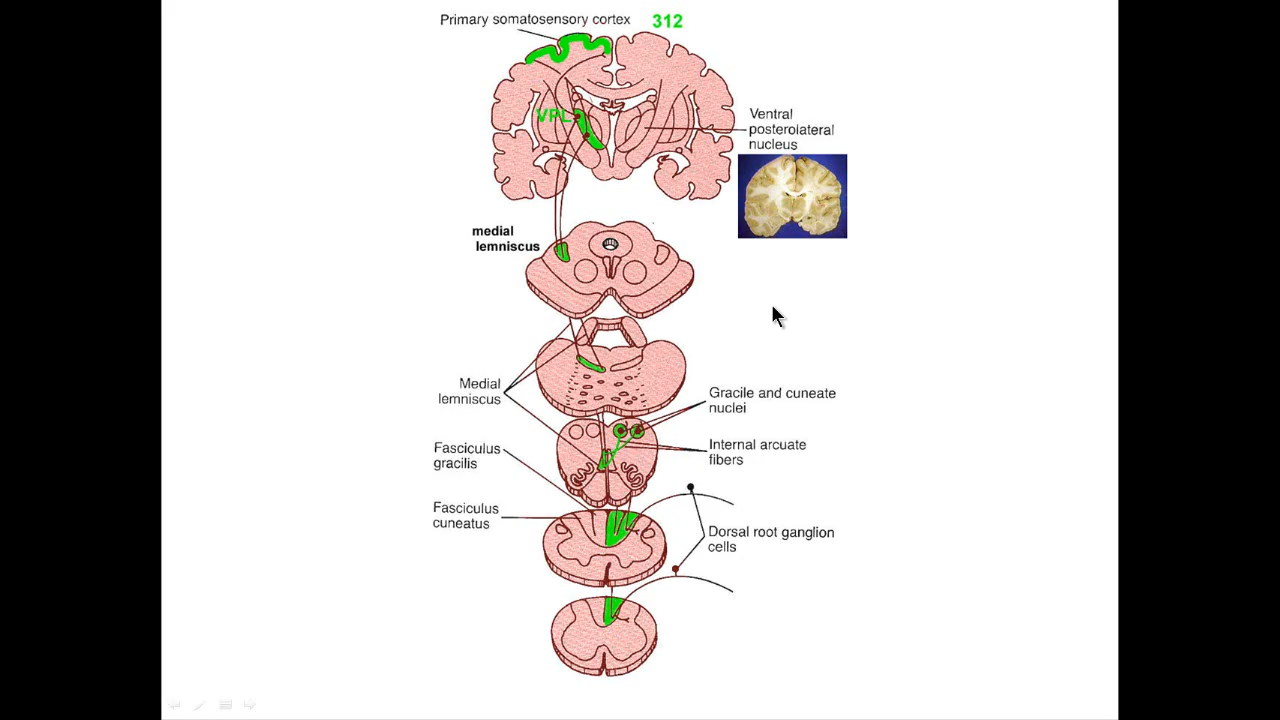 Primary somatosensory cortex 312
VPL
Ventral
posterolateral
nucleus
medial
lemniscus
Medial
lemniscus
Gracile and cuneate
nuclei
Internal arcuate
fibers
Fasciculus
gracilis
Fasciculus
cuneatus
Dorsal root ganglion
cells